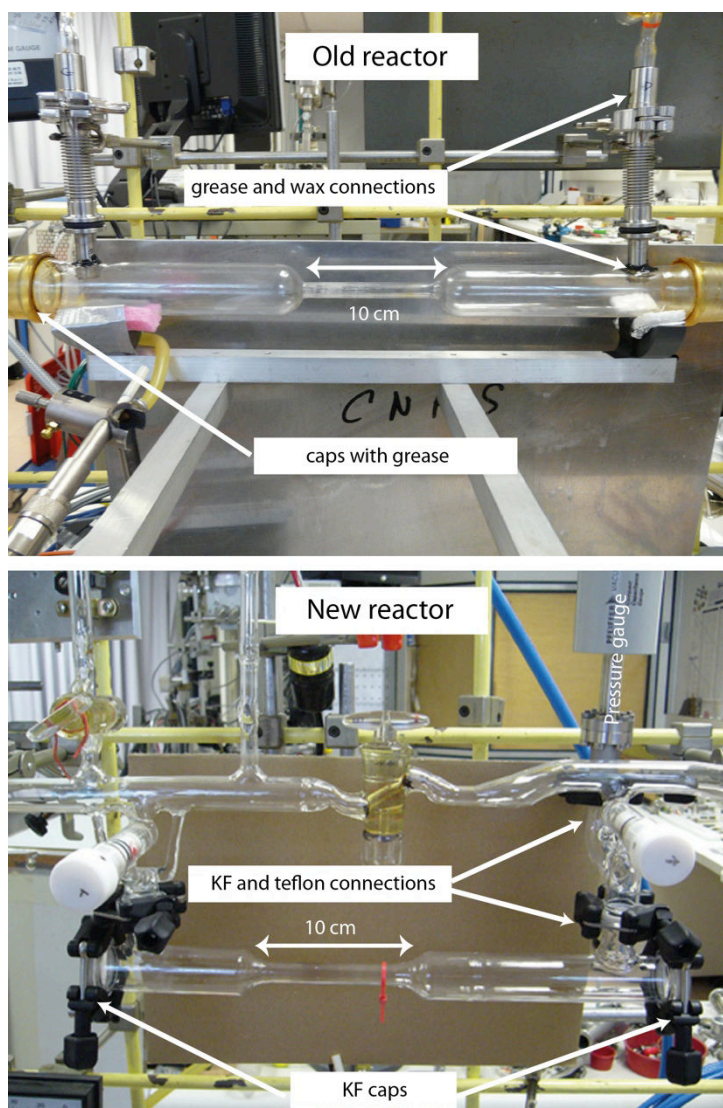 M GAUGE
Old reactor
grease and wax connections
10 cm
CNRS
caps with grease
New reactor
Pressure gauge
KF and teflon connections
10 cm
KF caps